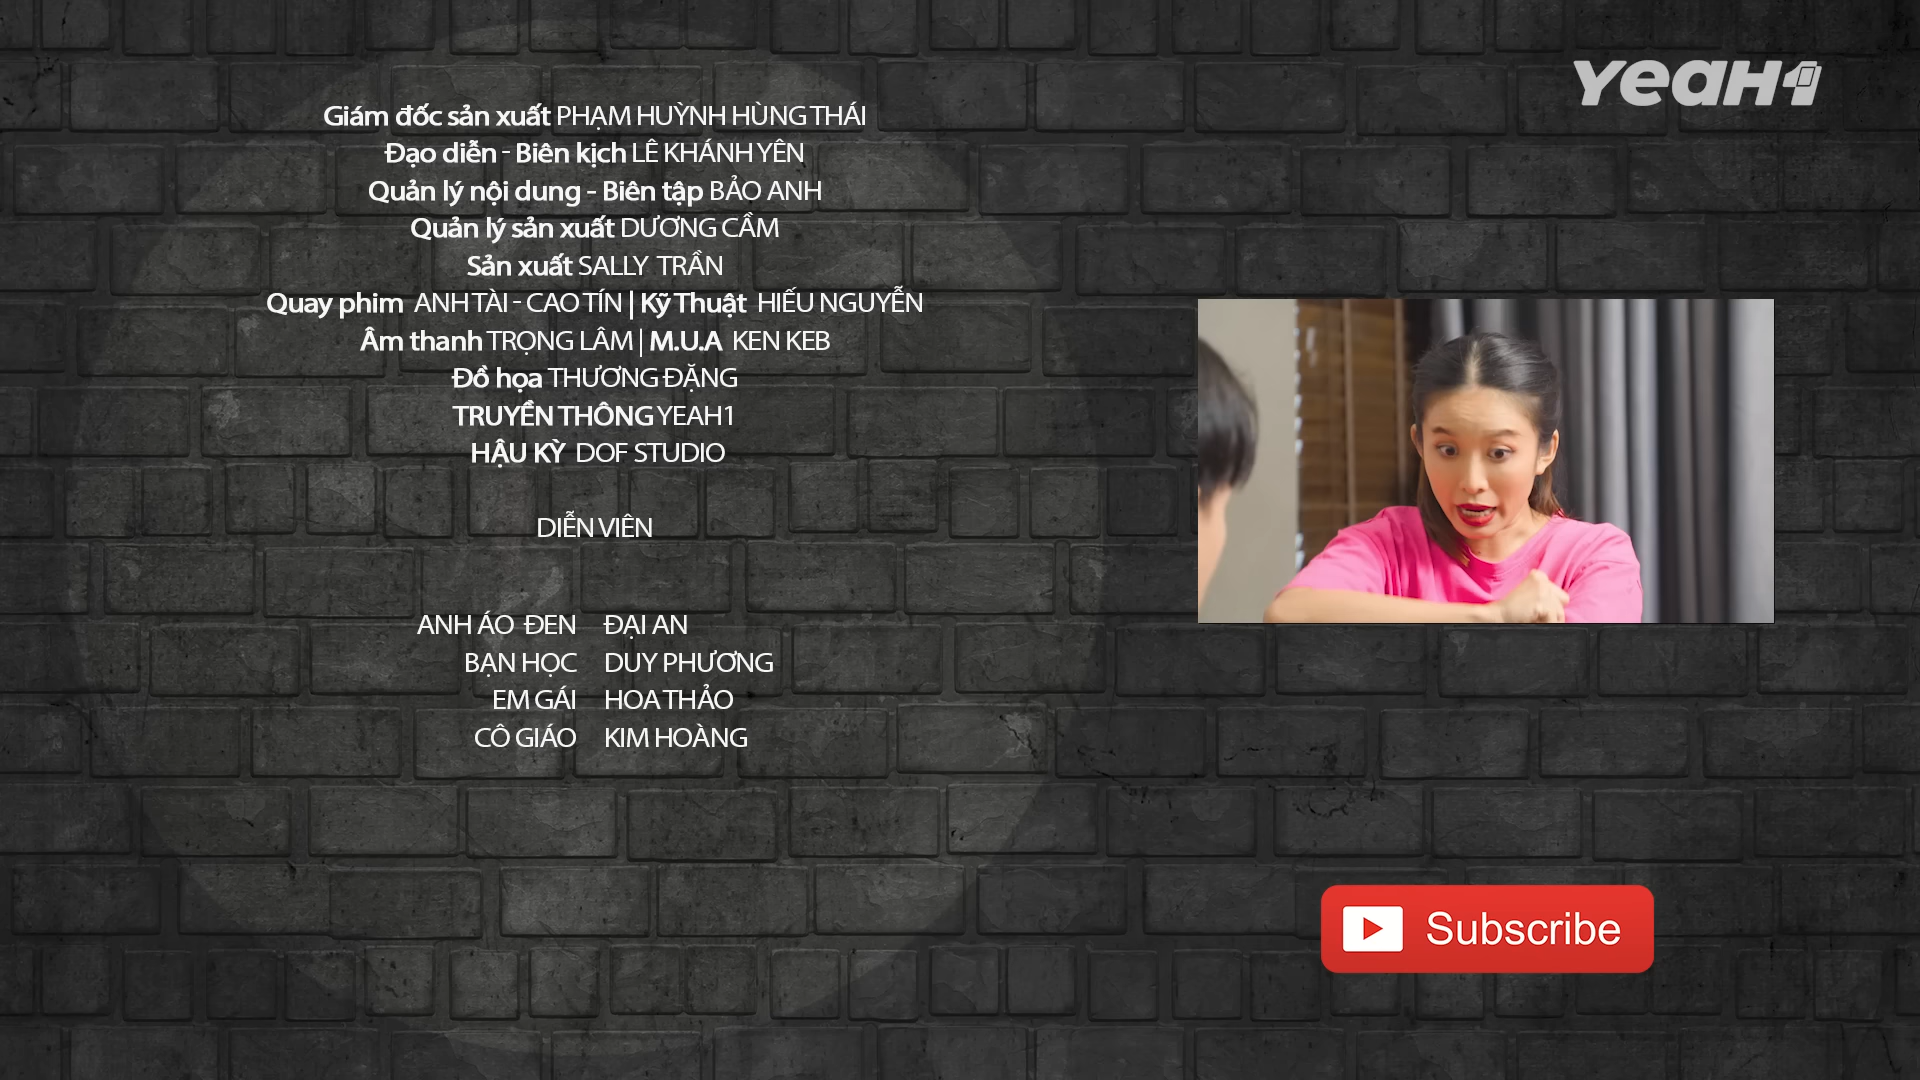 YEAH1
Giám đốc sản xuất PHẠM HUỲNH HÙNG THÁI
Đạo diễn - Biên kịch LÊ KHÁNH YÊN
Quản lý nội dung - Biên tập BẢO ANH
Quản lý sản xuất DƯƠNG CẦM
Sản xuất SALLY TRẦN
Quay phim ANH TÀI - CAO TÍN | Kỹ Thuật HIẾU NGUYỄN
Âm thanh TRỌNG LÂM | M.U.A KEN KEB
Đồ họa THƯƠNG ĐẶNG
TRUYỀN THÔNG YEAH1
HẬU KỲ DOF STUDIO
DIỄN VIÊN
ANH ÁO ĐEN ĐẠI AN
BẠN HỌC DUY PHƯƠNG
EM GÁI HOA THẢO
CÔ GIÁO KIM HOÀNG
Subscribe